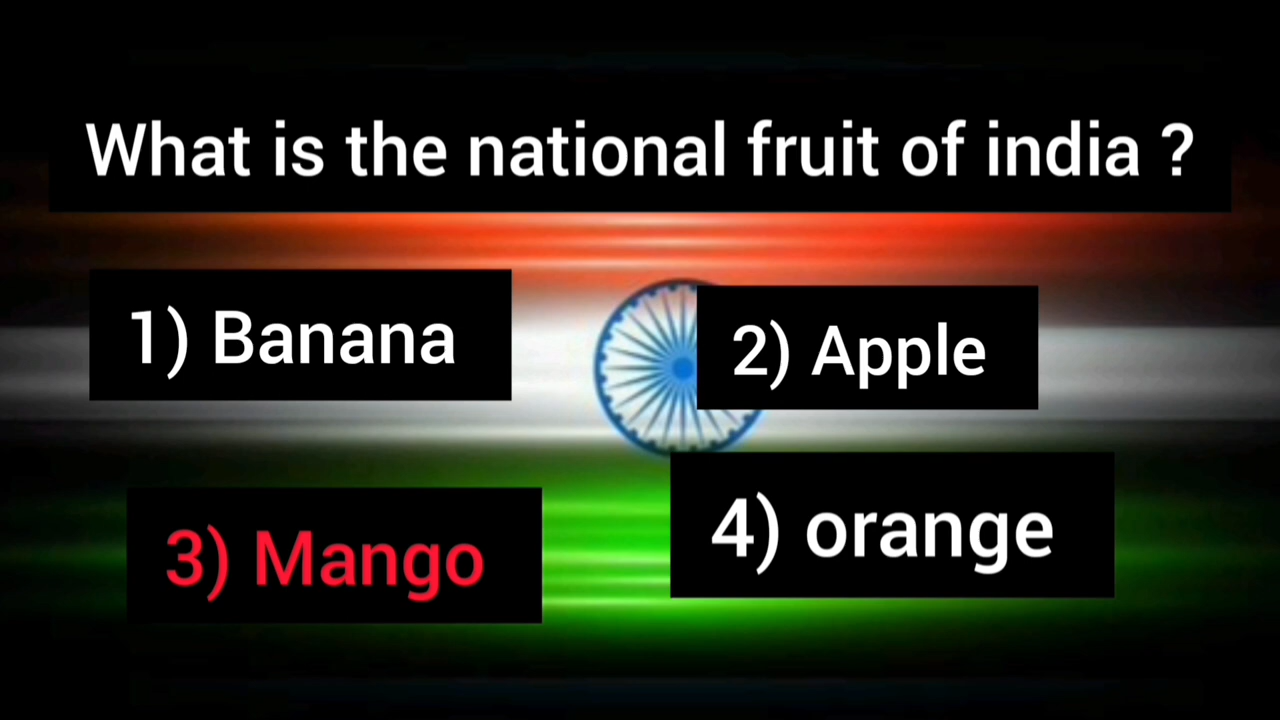 What is the national fruit of india ?
1) Banana
2) Apple
3) Mango
4) orange